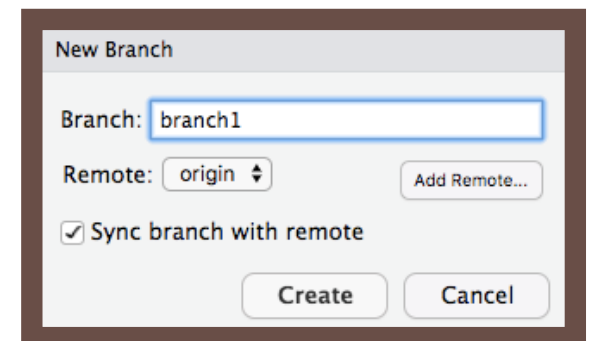 New Branch
Branch: branch1
Remote: origin Add Remote...
Sync branch with remote
Create Cancel